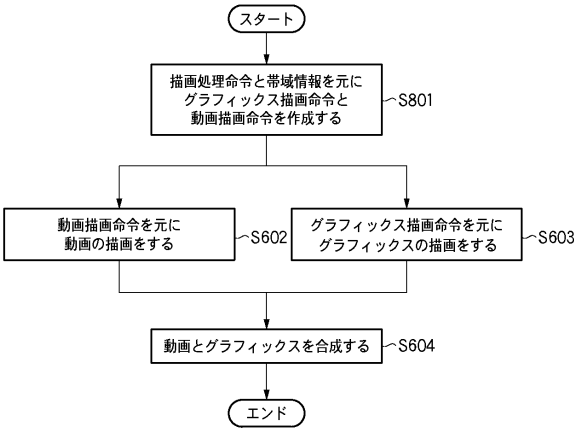 スタート
描画処理命令と帯域情報を元に
グラフィックス描画命令と
動画描画命令を作成する
S801
動画描画命令を元に
動画の描画をする
S602
グラフィックス描画命令を元に
グラフィックスの描画をする
S603
動画とグラフィックスを合成する
S604
エンド